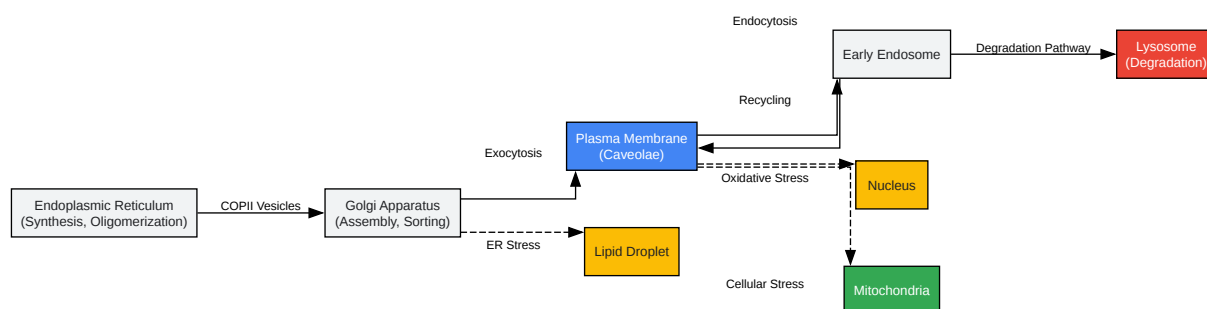 Endocytosis
Early Endosome
Degradation Pathway
Lysosome
(Degradation)
Recycling
Plasma Membrane
(Caveolae)
Exocytosis
Oxidative Stress
Nucleus
Endoplasmic Reticulum
(Synthesis, Oligomerization)
COPII Vesicles
Golgi Apparatus
(Assembly, Sorting)
ER Stress
Lipid Droplet
Cellular Stress
Mitochondria